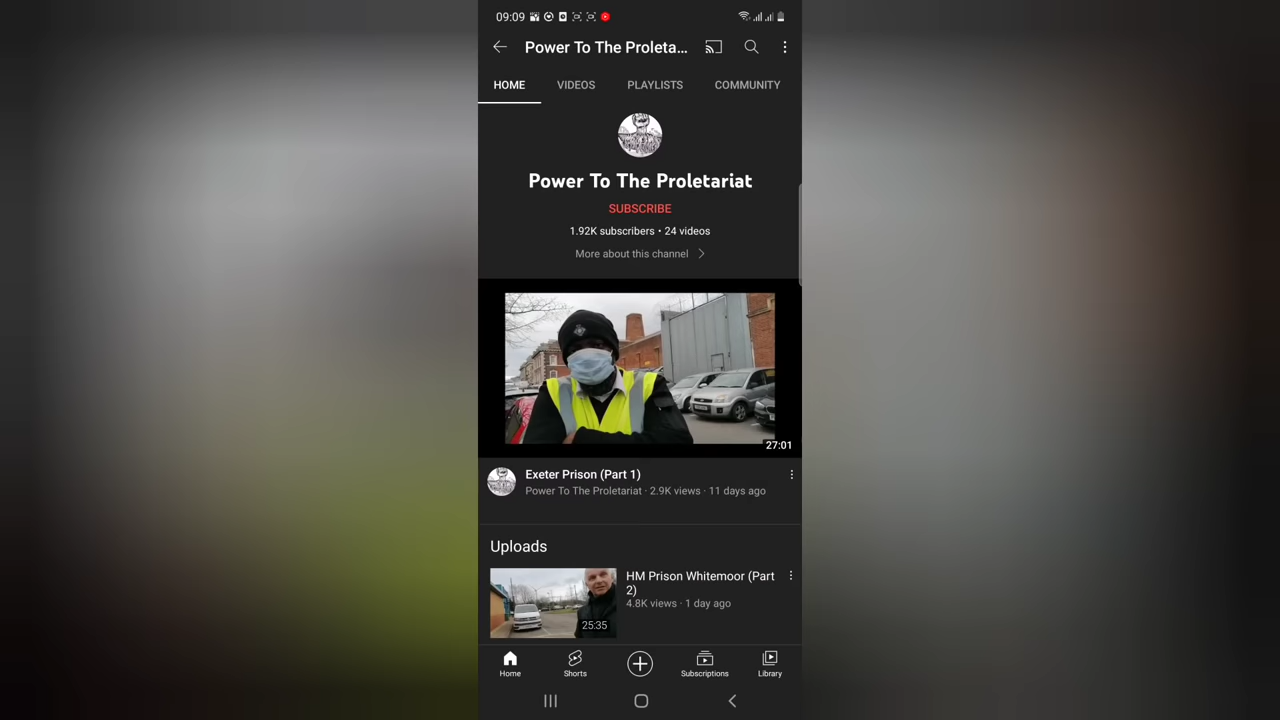 09:09
Power To The Proleta...
HOME VIDEOS PLAYLISTS COMMUNITY
Power To The Proletariat
SUBSCRIBE
1.92K subscribers • 24 videos
More about this channel
27:01
Exeter Prison (Part 1)
Power To The Proletariat · 2.9K views · 11 days ago
Uploads
HM Prison Whitemoor (Part
2)
4.8K views · 1 day ago
25:35
Home Shorts Subscriptions Library